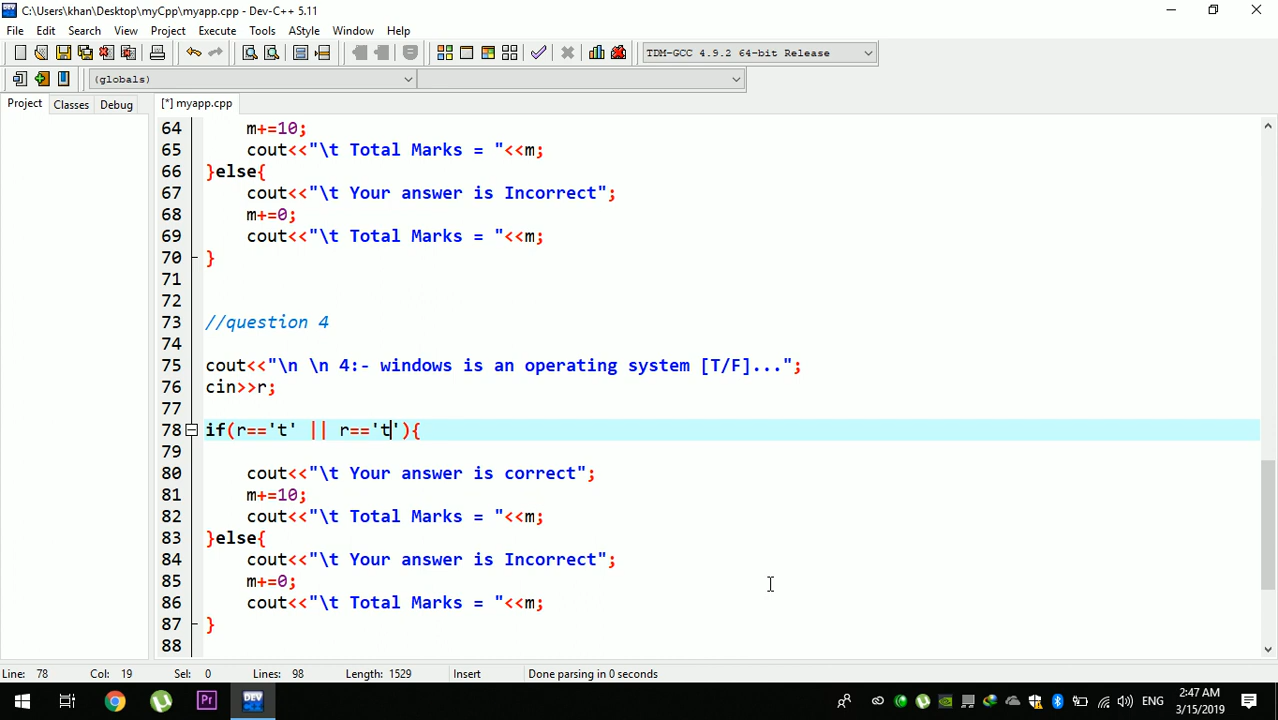 C:\Users\khan\Desktop\myCpp\myapp.cpp - Dev-C++ 5.11
File Edit Search View Project Execute Tools AStyle Window Help
TDM-GCC 4.9.2 64-bit Release
(globals)
Project Classes Debug [*] myapp.cpp
64 m+=10;
65 cout<<"\t Total Marks = "<<m;
66 }else{
67 cout<<"\t Your answer is Incorrect";
68 m+=0;
69 cout<<"\t Total Marks = "<<m;
70 }
71
72
73 //question 4
74
75 cout<<"\n \n 4:- windows is an operating system [T/F]...";
76 cin>>r;
77
78 if(r=='t' || r=='t'){
79
80 cout<<"\t Your answer is correct";
81 m+=10;
82 cout<<"\t Total Marks = "<<m;
83 }else{
84 cout<<"\t Your answer is Incorrect";
85 m+=0;
86 cout<<"\t Total Marks = "<<m;
87 }
88
Line: 78 Col: 19 Sel: 0 Lines: 98 Length: 1529 Insert Done parsing in 0 seconds
Pr DEV ENG 2:47 AM
3/15/2019